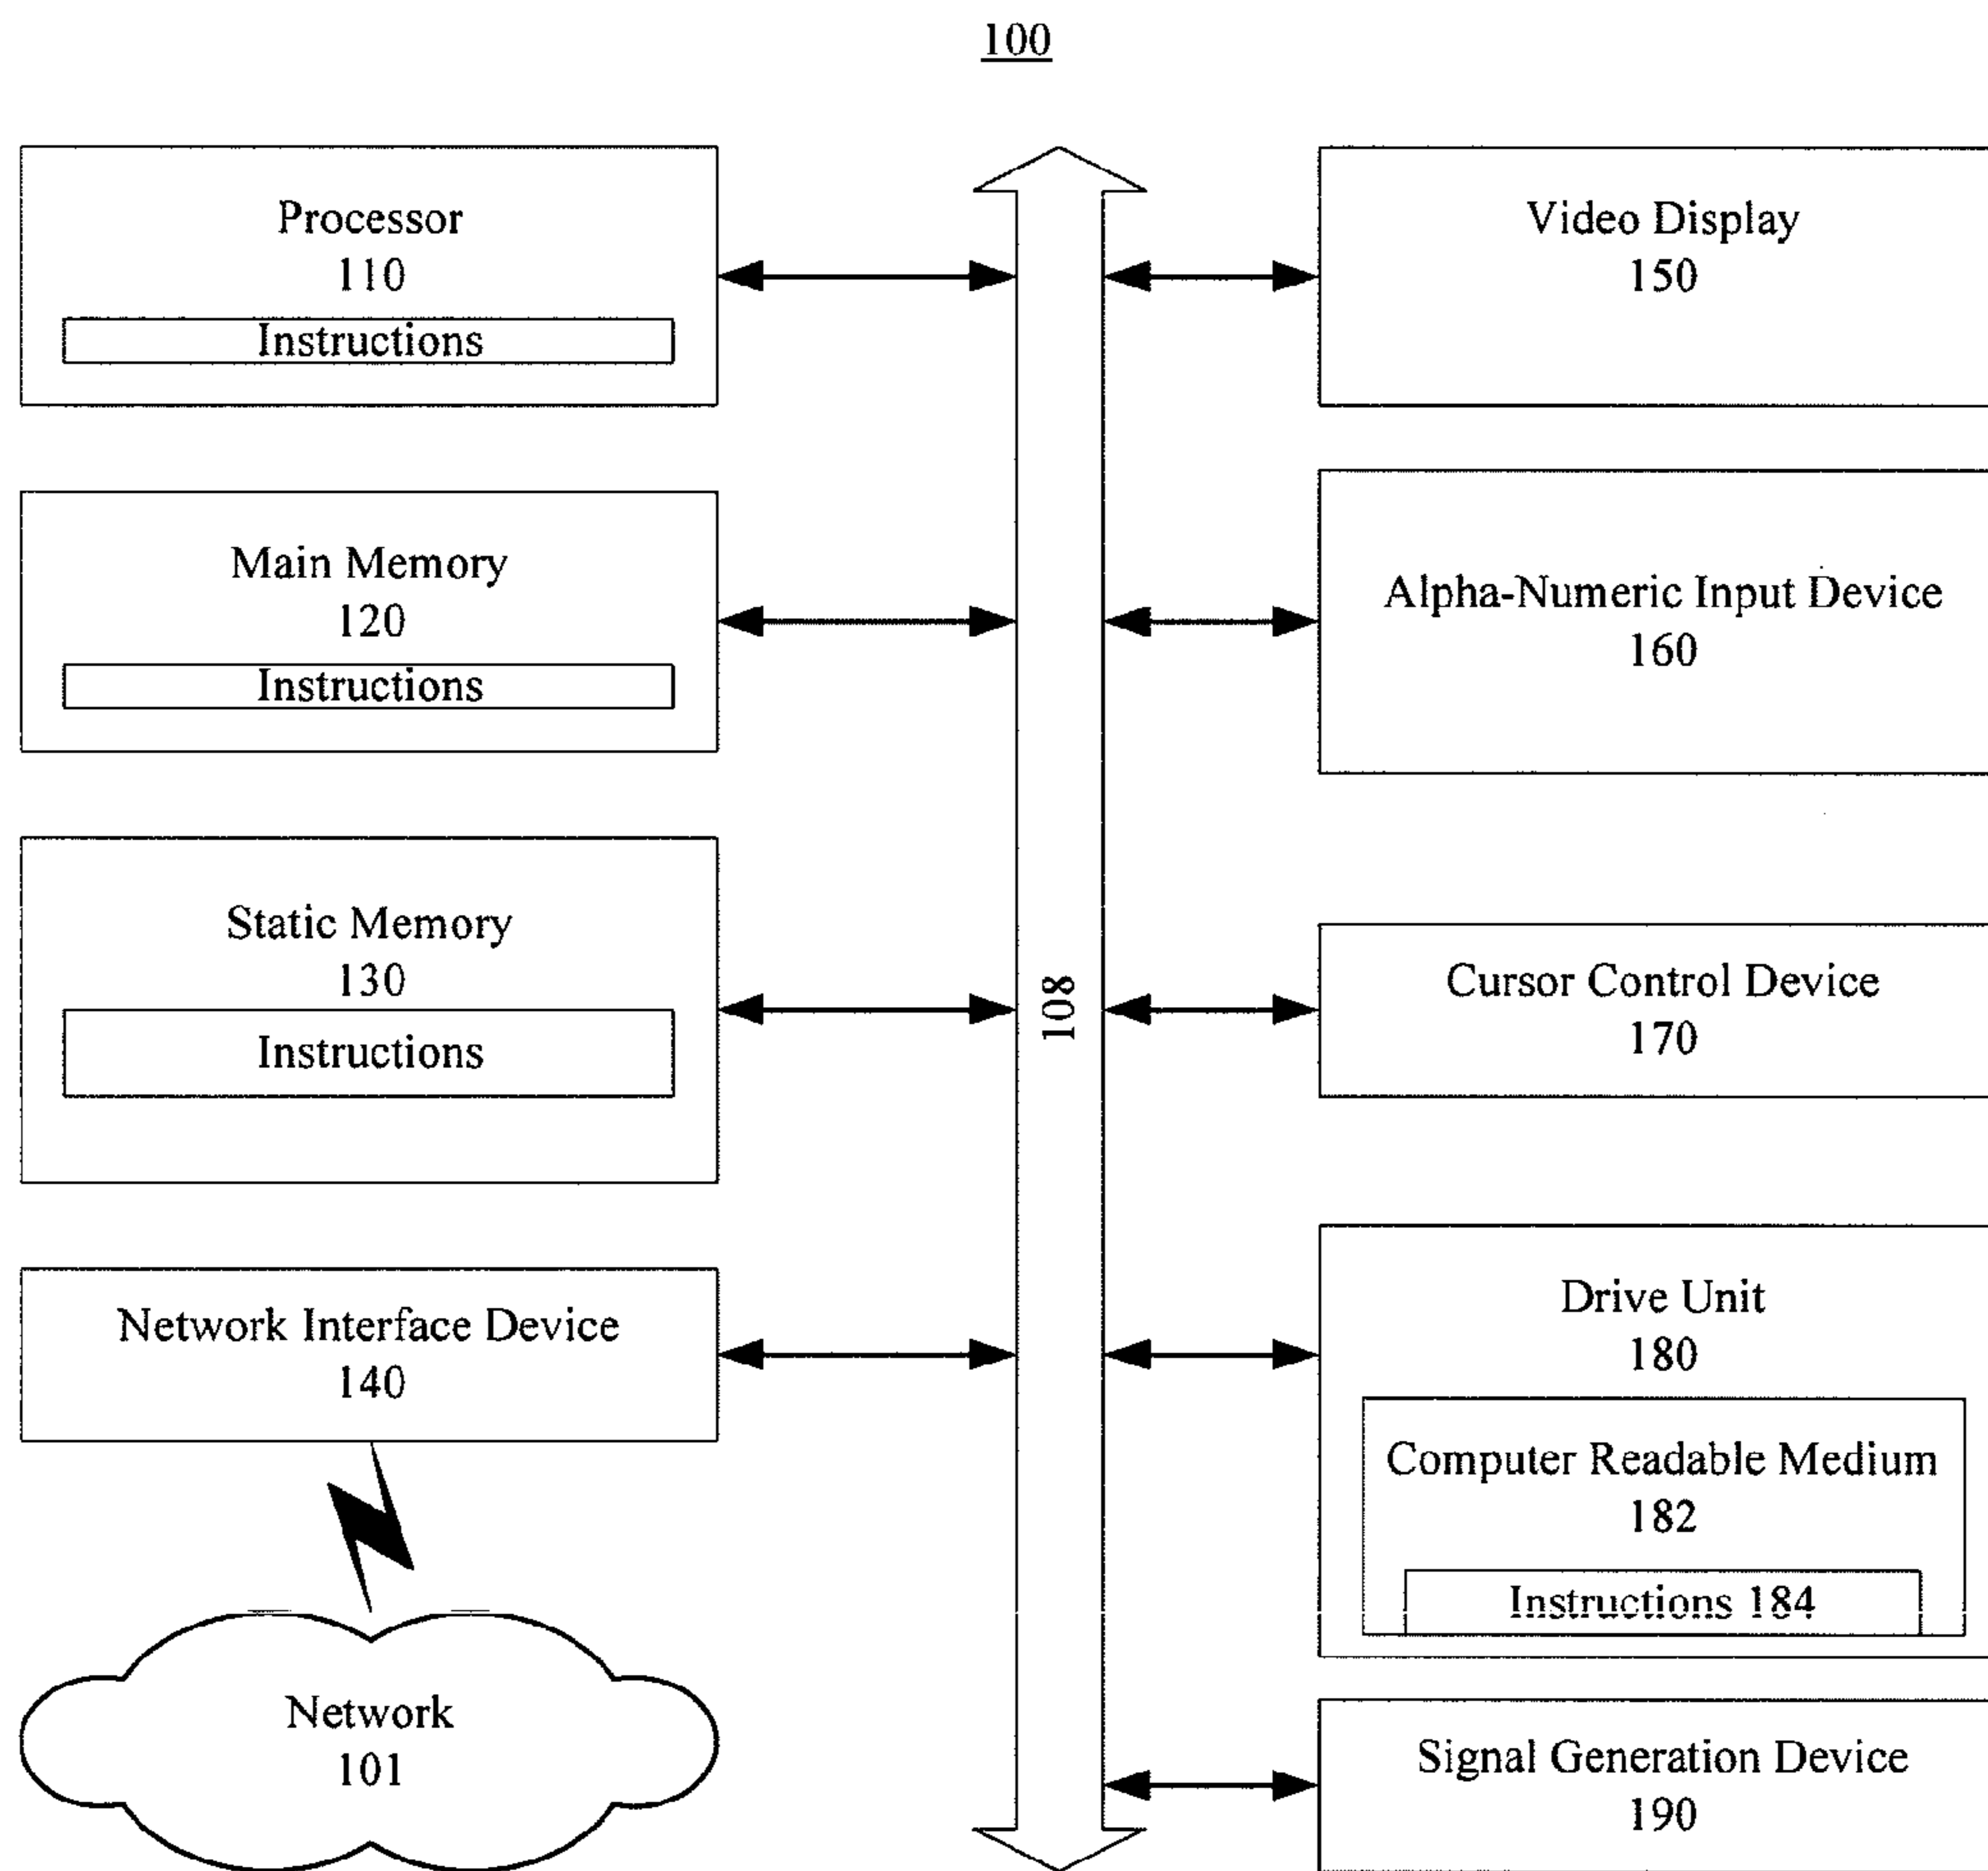 100
Processor
110
Instructions
Main Memory
120
Instructions
Static Memory
130
Instructions
Network Interface Device
140
Network
101
108
Video Display
150
Alpha-Numeric Input Device
160
Cursor Control Device
170
Drive Unit
180
Computer Readable Medium
182
Instructions 184
Signal Generation Device
190